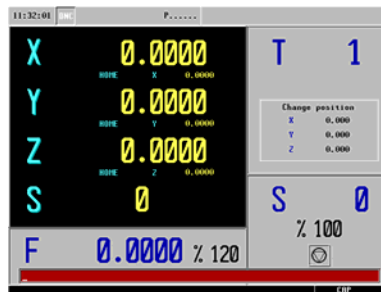 11:32:01 DNC P......
X 0.0000
HOME X 0.0000
Y 0.0000
HOME Y 0.0000
Z 0.0000
HOME Z 0.0000
S 0
F 0.0000 % 120
T 1
Change position
X 0.000
Y 0.000
Z 0.000
S 0
% 100
CAP